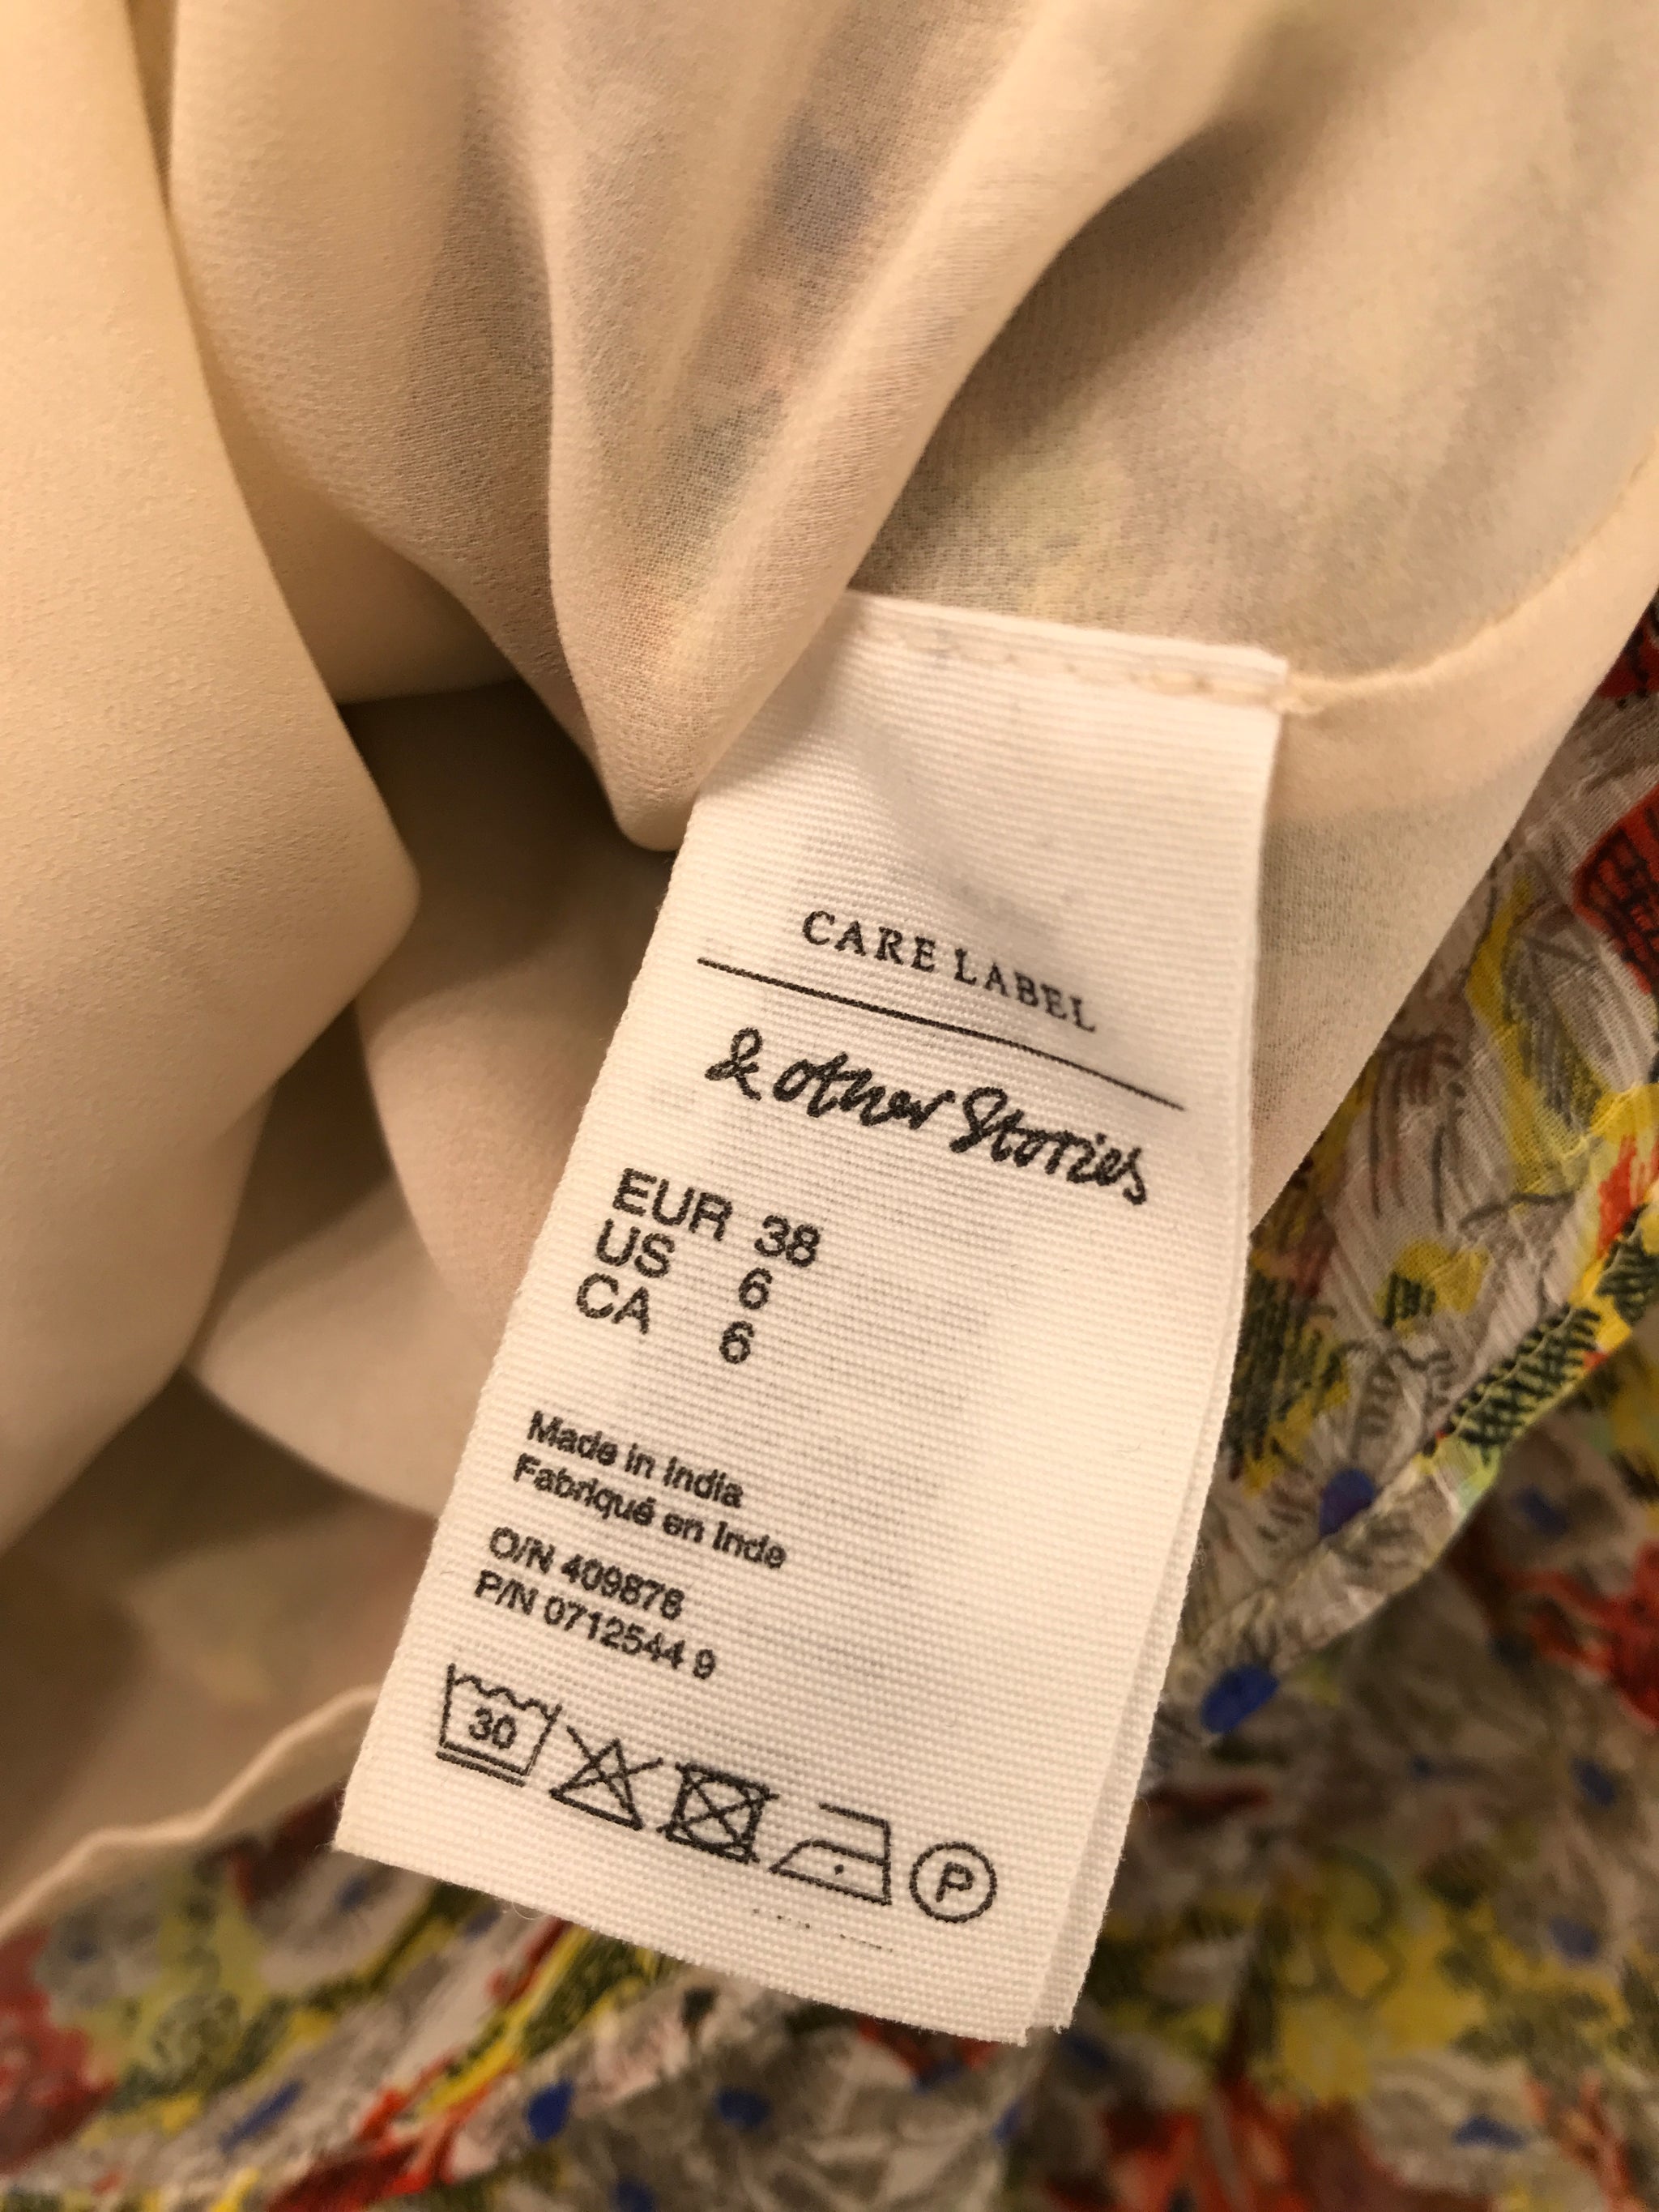 CARE LABEL
& other Stories
EUR 38
US 6
CA 6
Made in India
Fabriqué en Inde
O/N 409876
P/N 0712544 9
30
P